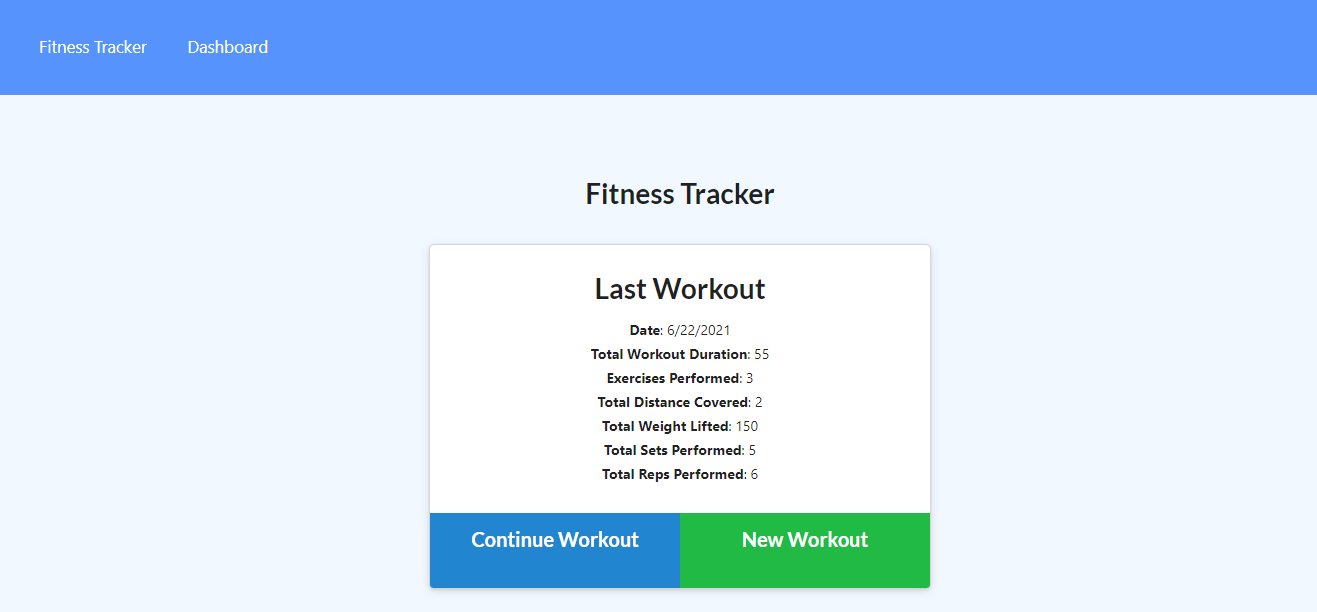 Fitness Tracker Dashboard
Fitness Tracker
Last Workout
Date: 6/22/2021
Total Workout Duration: 55
Exercises Performed: 3
Total Distance Covered: 2
Total Weight Lifted: 150
Total Sets Performed: 5
Total Reps Performed: 6
Continue Workout New Workout